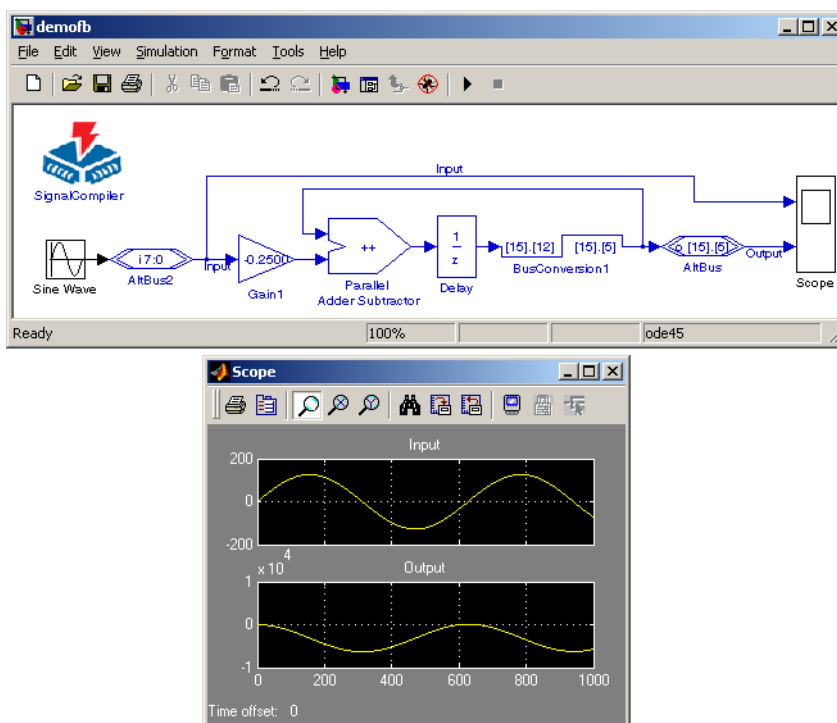 demofb
File Edit View Simulation Format Tools Help
SignalCompiler
Input
Sine Wave
i 7:0
AltBus2
Input
-0.2500
Gain1
++
Parallel
Adder Subtractor
1
z
Delay
[15].[12] [15].[5]
BusConversion1
o [15].[5]
AltBus
Output
Scope
Ready 100% ode45
Scope
Input
200
0
-200
x 10^4
Output
1
0
-1
0 200 400 600 800 1000
Time offset: 0